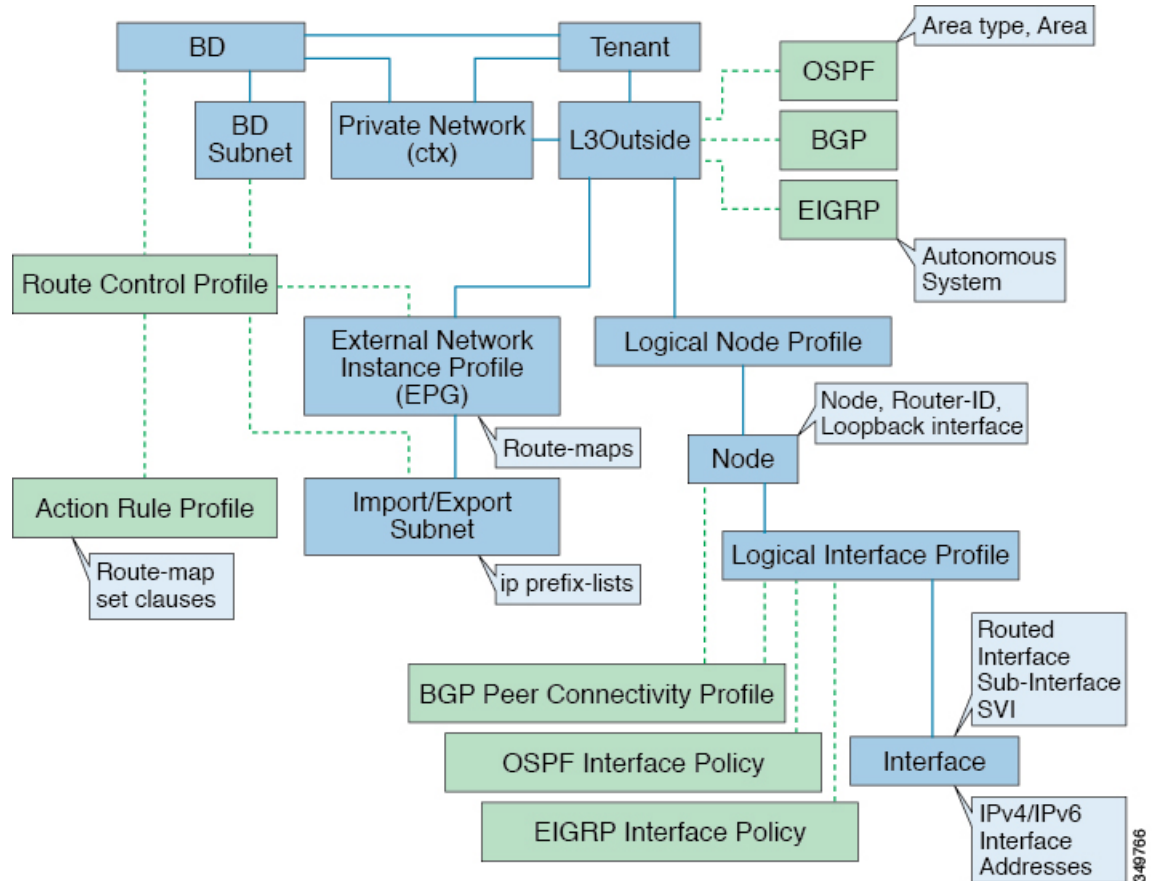 BD
Tenant
Area type, Area
OSPF
BD
Subnet
Private Network
(ctx)
L3Outside
BGP
EIGRP
Autonomous
System
Route Control Profile
External Network
Instance Profile
(EPG)
Logical Node Profile
Node, Router-ID,
Loopback interface
Route-maps
Node
Action Rule Profile
Import/Export
Subnet
Logical Interface Profile
Route-map
set clauses
ip prefix-lists
Routed
Interface
Sub-Interface
SVI
BGP Peer Connectivity Profile
OSPF Interface Policy
Interface
EIGRP Interface Policy
IPv4/IPv6
Interface
Addresses
349766